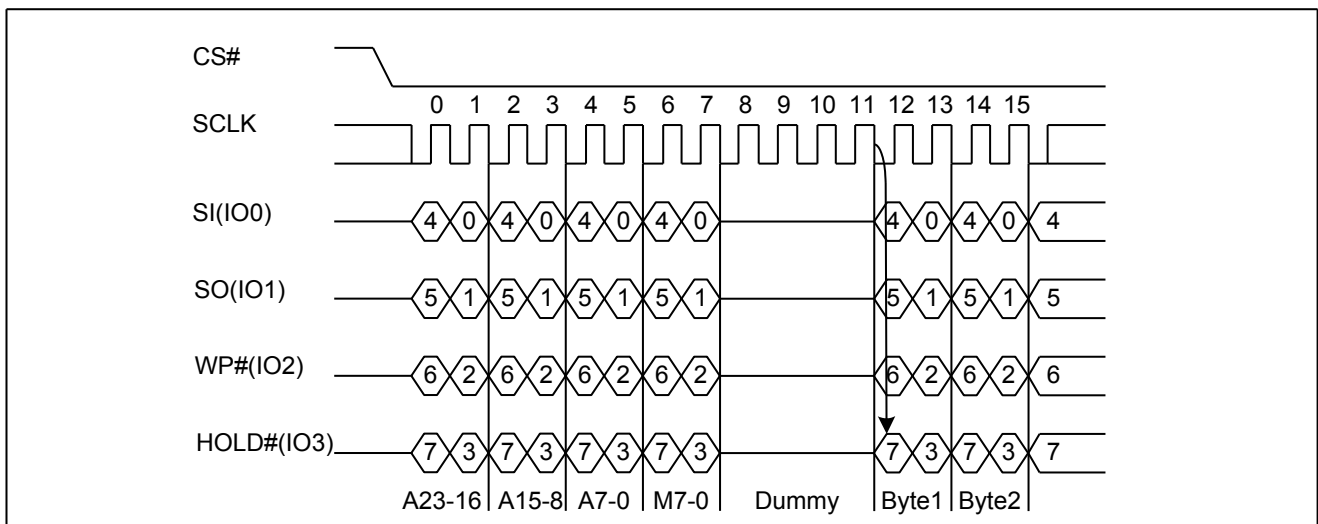 CS#
0 1 2 3 4 5 6 7 8 9 10 11 12 13 14 15
SCLK
SI(IO0) 4 0 4 0 4 0 4 0 4 0 4 0 4
SO(IO1) 5 1 5 1 5 1 5 1 5 1 5 1 5
WP#(IO2) 6 2 6 2 6 2 6 2 6 2 6 2 6
HOLD#(IO3) 7 3 7 3 7 3 7 3 7 3 7 3 7
A23-16 A15-8 A7-0 M7-0 Dummy Byte1 Byte2